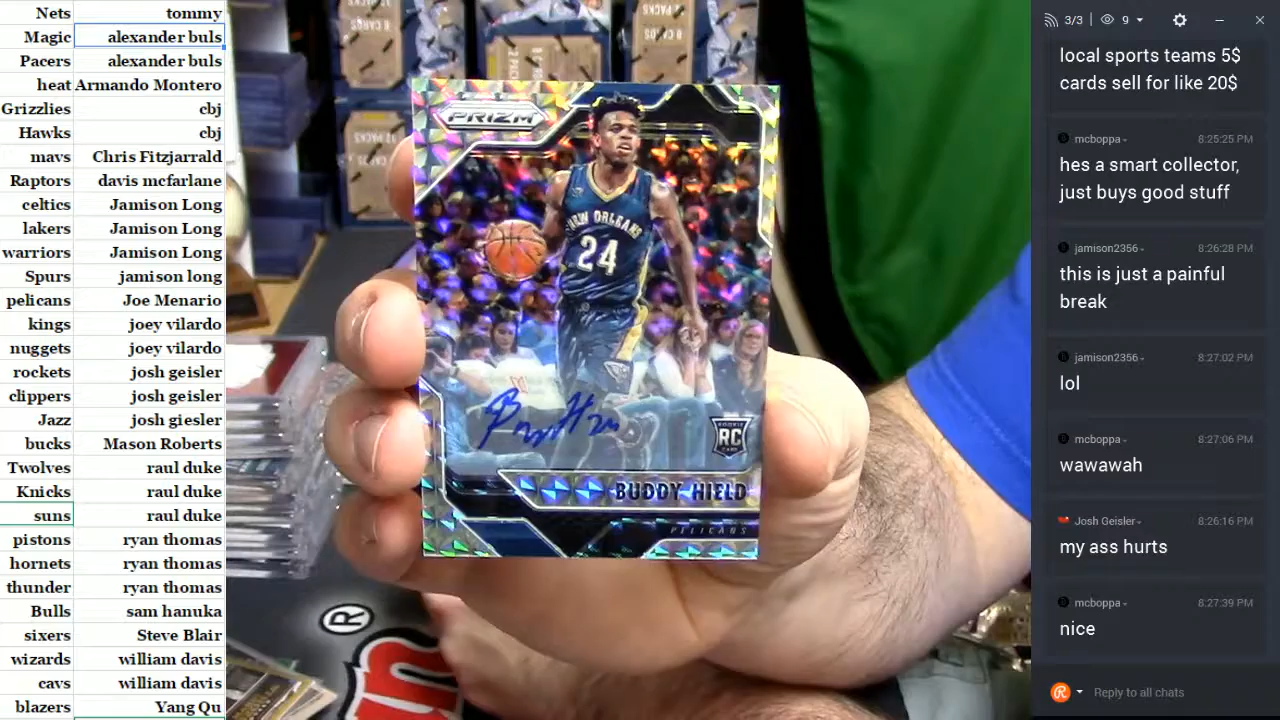 Nets tommy
Magic alexander buls
Pacers alexander buls
heat Armando Montero
Grizzlies cbj
Hawks cbj
mavs Chris Fitzjarrald
Raptors davis mcfarlane
celtics Jamison Long
lakers Jamison Long
warriors Jamison Long
Spurs jamison long
pelicans Joe Menario
kings joey vilardo
nuggets joey vilardo
rockets josh geisler
clippers josh geisler
Jazz josh giesler
bucks Mason Roberts
Twolves raul duke
Knicks raul duke
suns raul duke
pistons ryan thomas
hornets ryan thomas
thunder ryan thomas
Bulls sam hanuka
sixers Steve Blair
wizards william davis
cavs william davis
blazers Yang Qu
PRIZM
NEW ORLEANS
24
ROOKIE
RC
CARD
BUDDY HIELD
PELICANS
®
3/3 9
local sports teams 5$
cards sell for like 20$
mcboppa 8:25:25 PM
hes a smart collector,
just buys good stuff
jamison2356 8:26:28 PM
this is just a painful
break
jamison2356 8:27:02 PM
lol
mcboppa 8:27:06 PM
wawawah
Josh Geisler 8:26:16 PM
my ass hurts
mcboppa 8:27:39 PM
nice
Reply to all chats